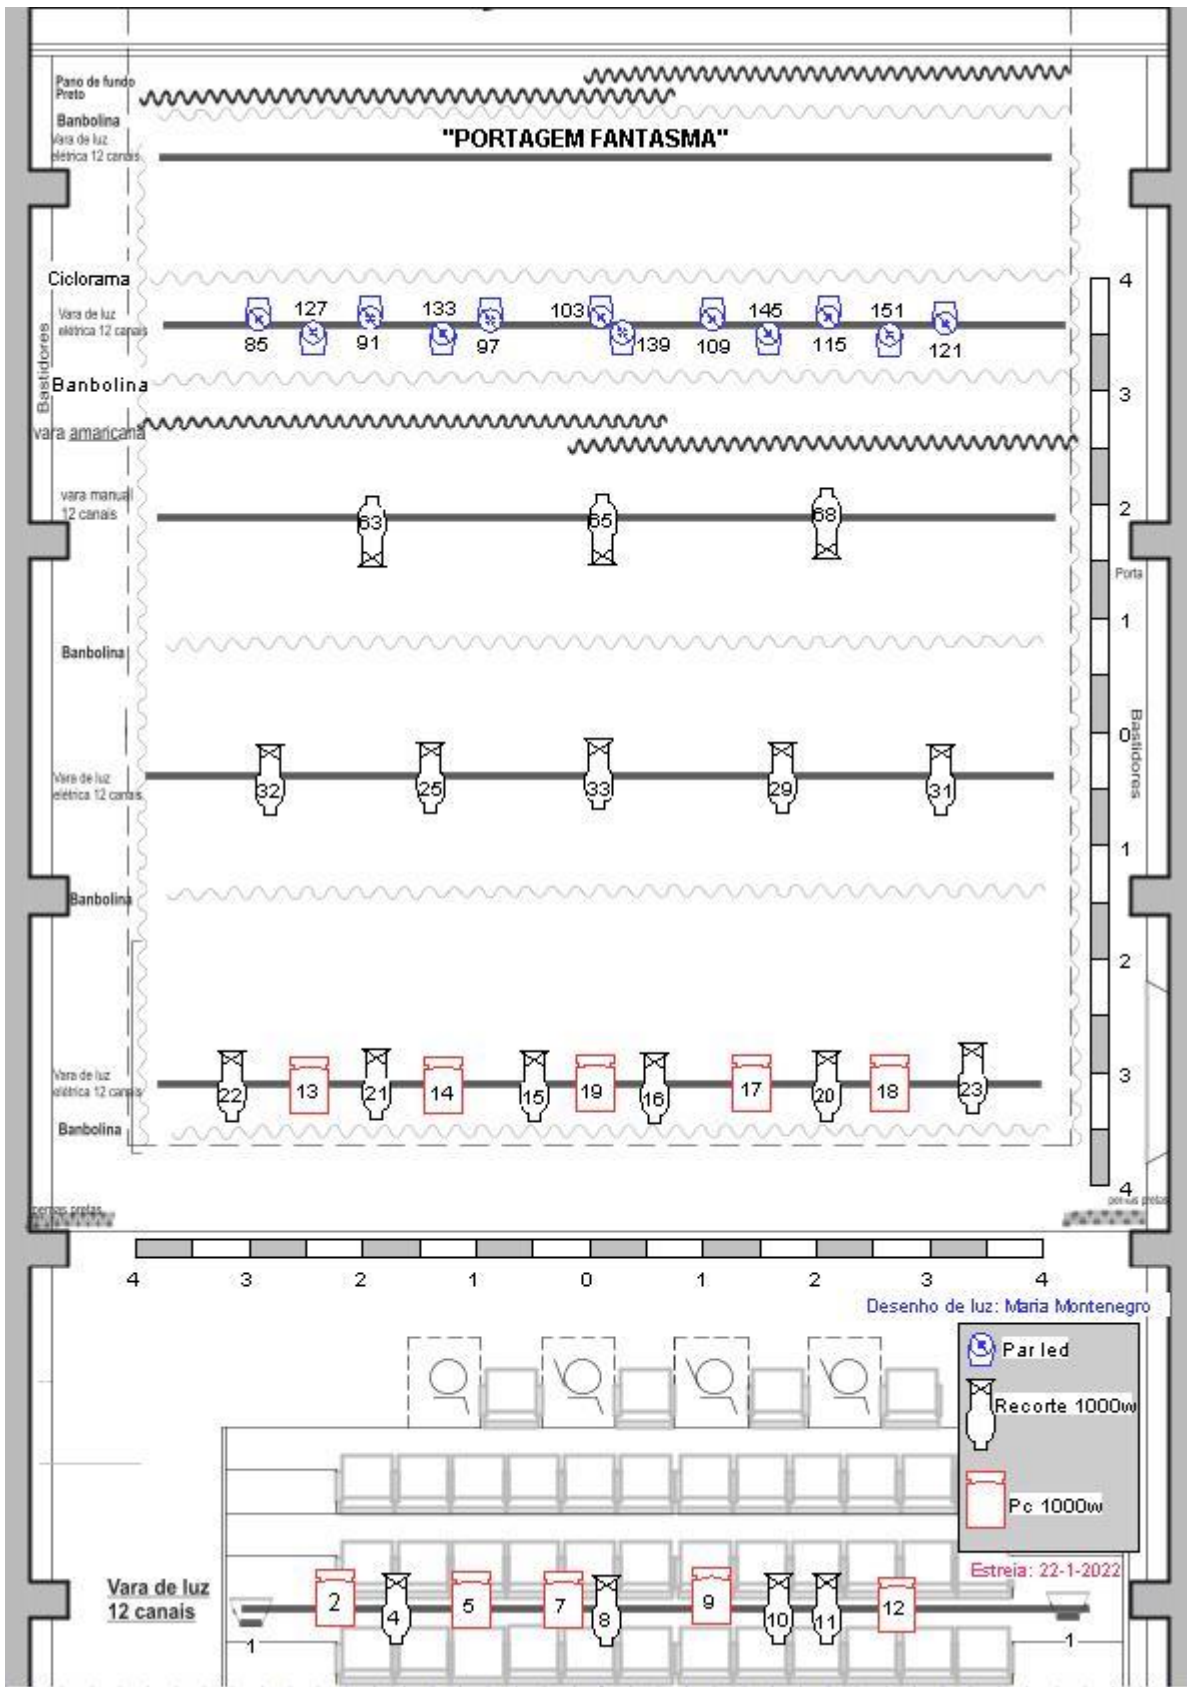 Pano de fundo
Preto
Banbolina
"PORTAGEM FANTASMA"
Vara de luz
elétrica 12 canais
Ciclorama
4
Vara de luz
elétrica 12 canais
127
133
103
145
151
85
91
97
139
109
115
121
Bastidores
Banbolina
3
vara amaricana
vara manual
12 canais
63
65
68
2
Porta
1
Banbolina
0
Bastidores
Vara de luz
elétrica 12 canais
32
25
33
29
31
1
Banbolina
2
Vara de luz
elétrica 12 canais
22
13
21
14
15
19
16
17
20
18
23
3
Banbolina
4
pernas pretas
pernas pretas
4
3
2
1
0
1
2
3
4
Desenho de luz: Maria Montenegro
Par led
Recorte 1000w
Pc 1000w
Estreia: 22-1-2022
Vara de luz
12 canais
2
4
5
7
8
9
10
11
12
1
1